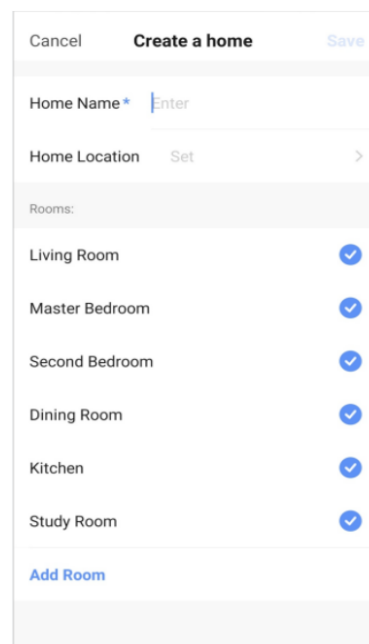 Cancel Create a home Save
Home Name* Enter
Home Location Set
Rooms:
Living Room
Master Bedroom
Second Bedroom
Dining Room
Kitchen
Study Room
Add Room